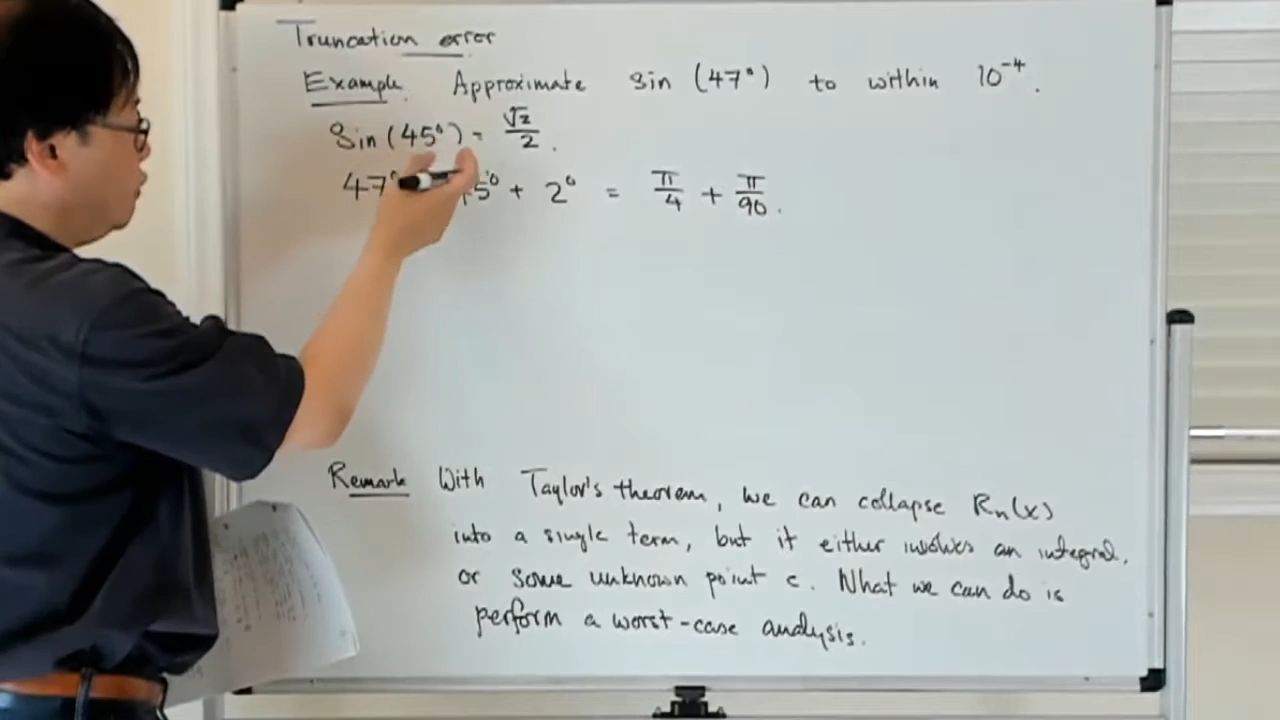 Truncation error
Example. Approximate sin (47°) to within 10⁻⁴.
Sin(45°) = √2/2.
47° 5° + 2° = π/4 + π/90.
Remark With Taylor's theorem, we can collapse Rn(x)
into a single term, but it either involves an integral,
or some unknown point c. What we can do is
perform a worst-case analysis.